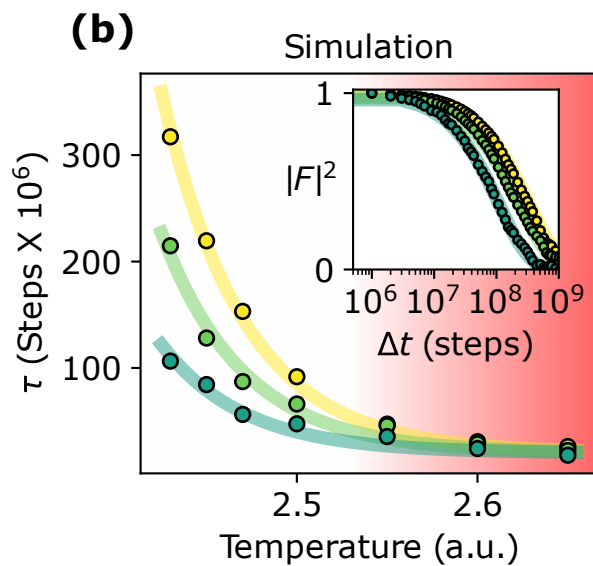 (b)
Simulation
τ (Steps X 10⁶)
300
200
100
|F|²
1
0
10⁶ 10⁷ 10⁸ 10⁹
Δt (steps)
2.5 2.6
Temperature (a.u.)